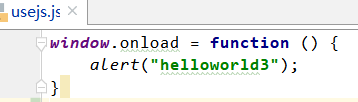 usejs.js
window.onload = function () {
    alert("helloworld3");
}